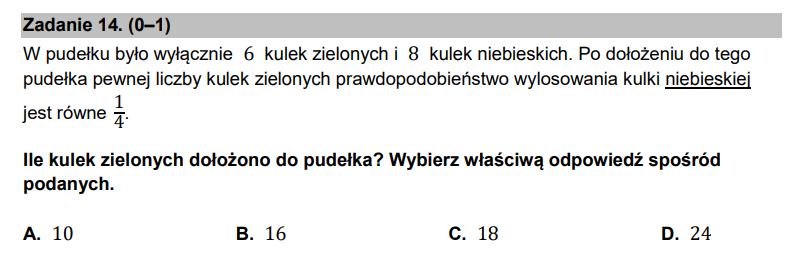 Zadanie 14. (0–1)
W pudełku było wyłącznie 6 kulek zielonych i 8 kulek niebieskich. Po dołożeniu do tego
pudełka pewnej liczby kulek zielonych prawdopodobieństwo wylosowania kulki niebieskiej
jest równe 1/4.
Ile kulek zielonych dołożono do pudełka? Wybierz właściwą odpowiedź spośród
podanych.
A. 10 B. 16 C. 18 D. 24